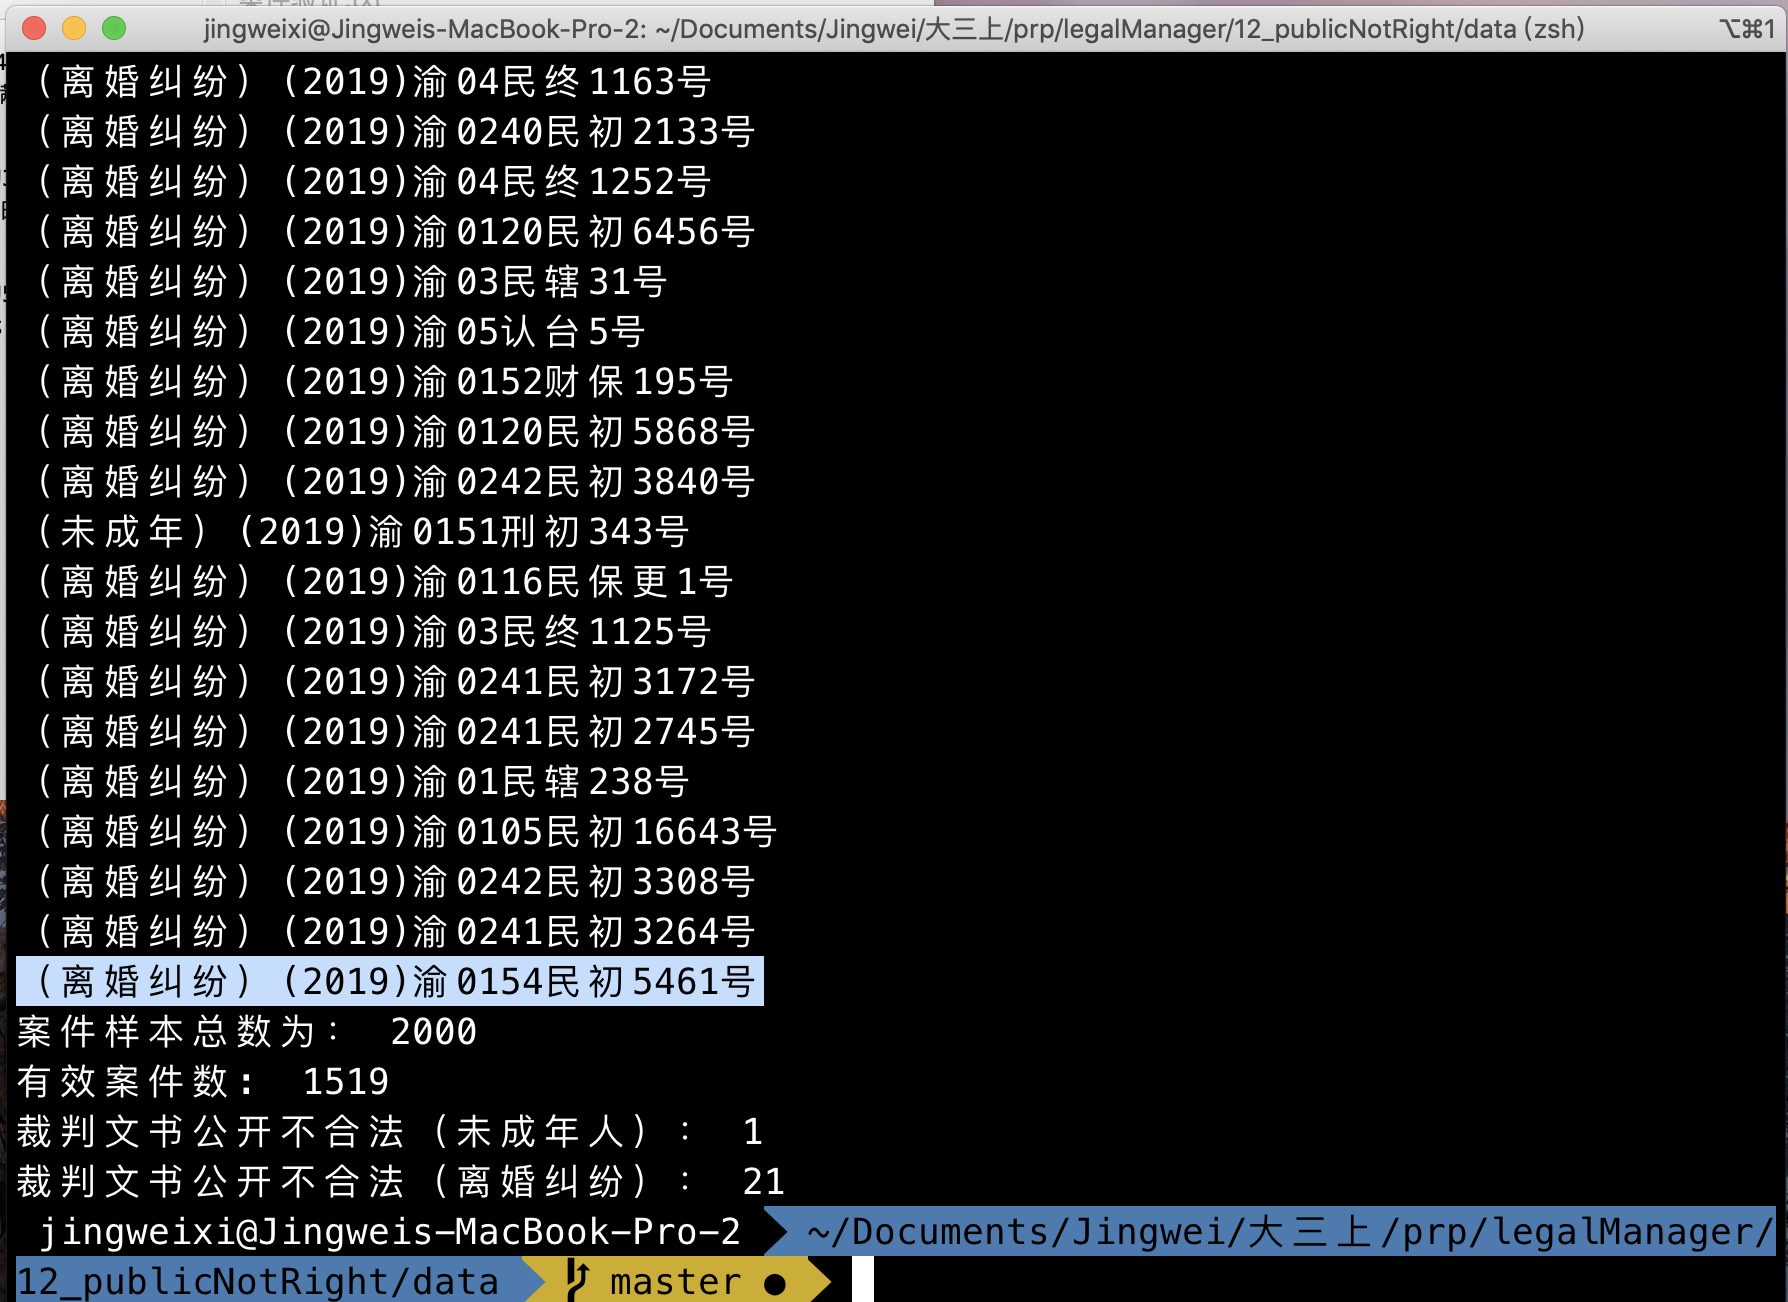 jingweixi@Jingweis-MacBook-Pro-2: ~/Documents/Jingwei/大三上/prp/legalManager/12_publicNotRight/data (zsh)
⌥⌘1
（离婚纠纷）(2019)渝04民终1163号
（离婚纠纷）(2019)渝0240民初2133号
（离婚纠纷）(2019)渝04民终1252号
（离婚纠纷）(2019)渝0120民初6456号
（离婚纠纷）(2019)渝03民辖31号
（离婚纠纷）(2019)渝05认台5号
（离婚纠纷）(2019)渝0152财保195号
（离婚纠纷）(2019)渝0120民初5868号
（离婚纠纷）(2019)渝0242民初3840号
（未成年）(2019)渝0151刑初343号
（离婚纠纷）(2019)渝0116民保更1号
（离婚纠纷）(2019)渝03民终1125号
（离婚纠纷）(2019)渝0241民初3172号
（离婚纠纷）(2019)渝0241民初2745号
（离婚纠纷）(2019)渝01民辖238号
（离婚纠纷）(2019)渝0105民初16643号
（离婚纠纷）(2019)渝0242民初3308号
（离婚纠纷）(2019)渝0241民初3264号
（离婚纠纷）(2019)渝0154民初5461号
案件样本总数为： 2000
有效案件数: 1519
裁判文书公开不合法（未成年人）： 1
裁判文书公开不合法（离婚纠纷）： 21
jingweixi@Jingweis-MacBook-Pro-2 ~/Documents/Jingwei/大三上/prp/legalManager/
12_publicNotRight/data master ●